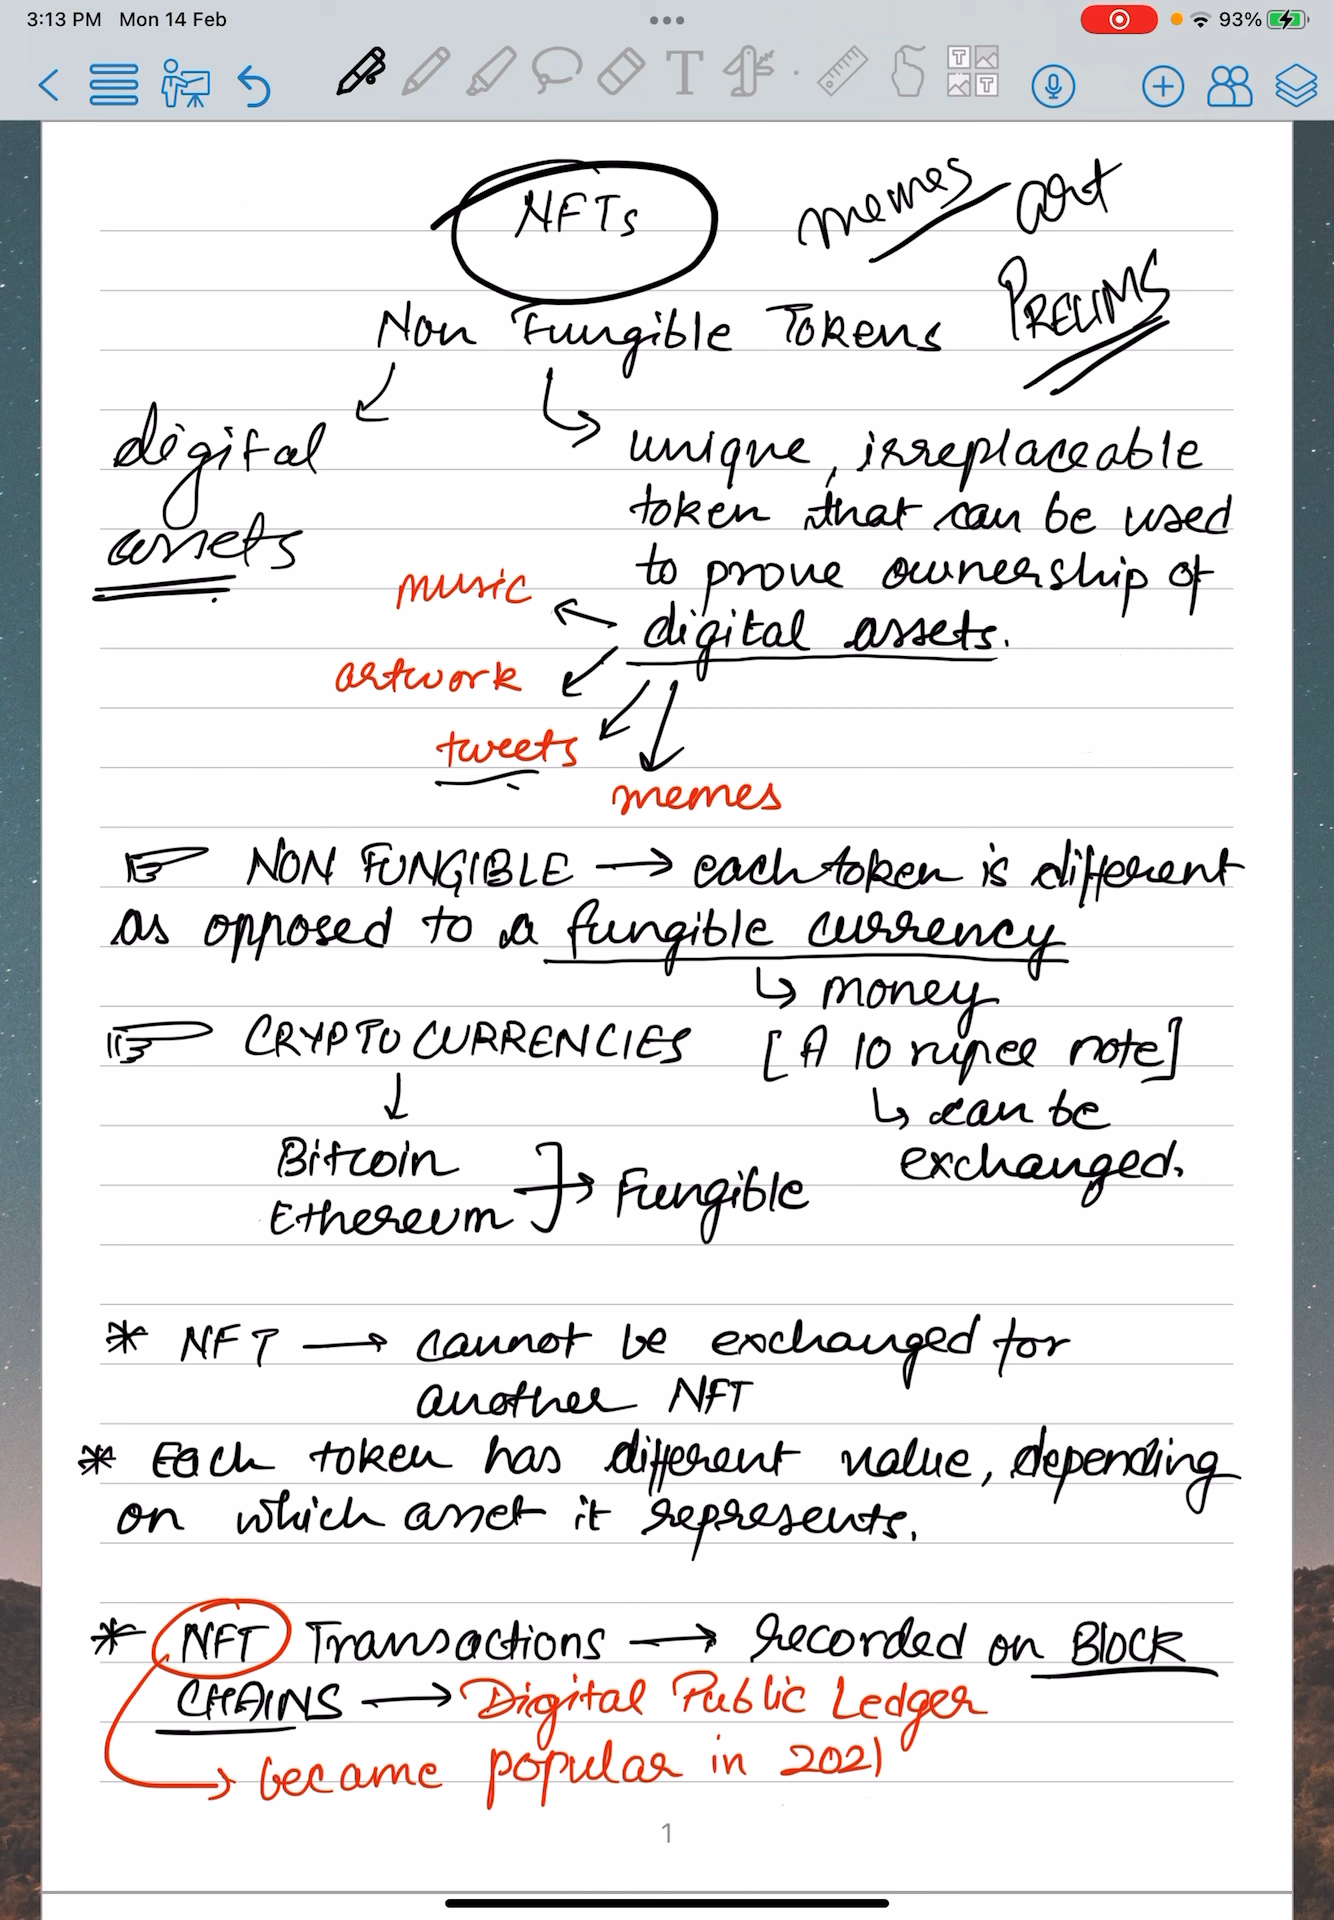 3:13 PM Mon 14 Feb
93%
NFTs
memes art
PRELIMS
Non Fungible Tokens
digital
assets
unique, irreplaceable
token that can be used
to prove ownership of
digital assets.
music
artwork
tweets
memes
NON FUNGIBLE → each token is different
as opposed to a fungible currency
↳ money
CRYPTO CURRENCIES [A 10 rupee note]
↳ can be
exchanged.
Bitcoin
Ethereum → Fungible
* NFT → cannot be exchanged for
another NFT
* Each token has different value, depending
on which asset it represents.
* NFT Transactions → recorded on BLOCK
CHAINS → Digital Public Ledger
→ became popular in 2021
1